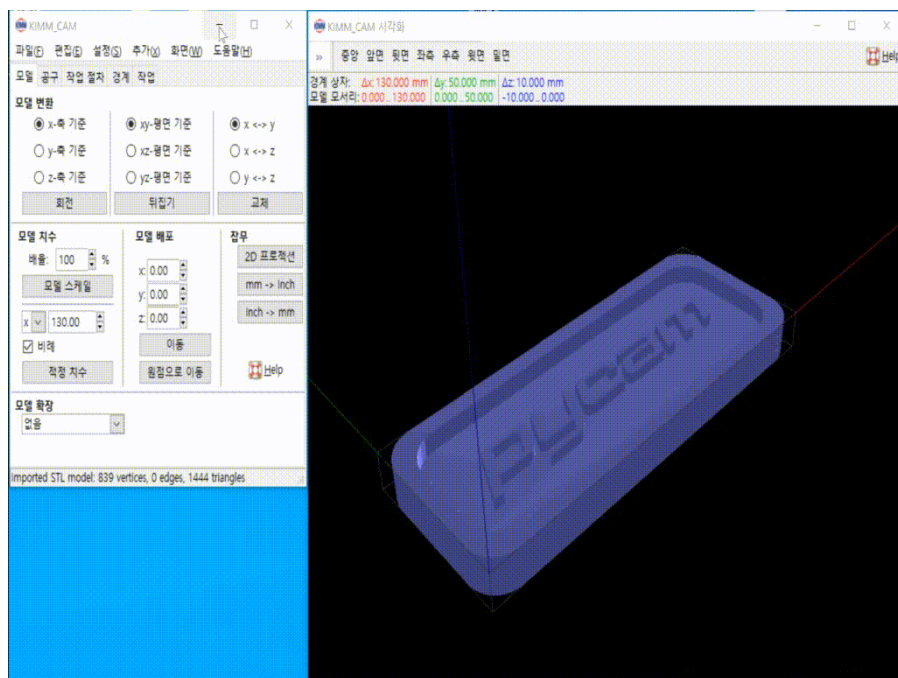 KIMM_CAM
파일(F) 편집(E) 설정(S) 추가(X) 화면(W) 도움말(H)
모델 공구 작업 절차 경계 작업
모델 변환
x-축 기준 xy-평면 기준 x <-> y
y-축 기준 xz-평면 기준 x <-> z
z-축 기준 yz-평면 기준 y <-> z
회전 뒤집기 교체
모델 치수 모델 배포 잡무
배율: 100 % 2D 프로젝션
x: 0.00
모델 스케일 mm -> inch
y: 0.00
x 130.00 z: 0.00 inch -> mm
비례 이동
적정 치수 원점으로 이동 Help
모델 확장
없음
Imported STL model: 839 vertices, 0 edges, 1444 triangles
KIMM_CAM 시각화
» 중앙 앞면 뒷면 좌측 우측 윗면 밑면 Help
경계 상자: Δx: 130.000 mm Δy: 50.000 mm Δz: 10.000 mm
모델 모서리: 0.000 .. 130.000 0.000 .. 50.000 -10.000 .. 0.000
pycam